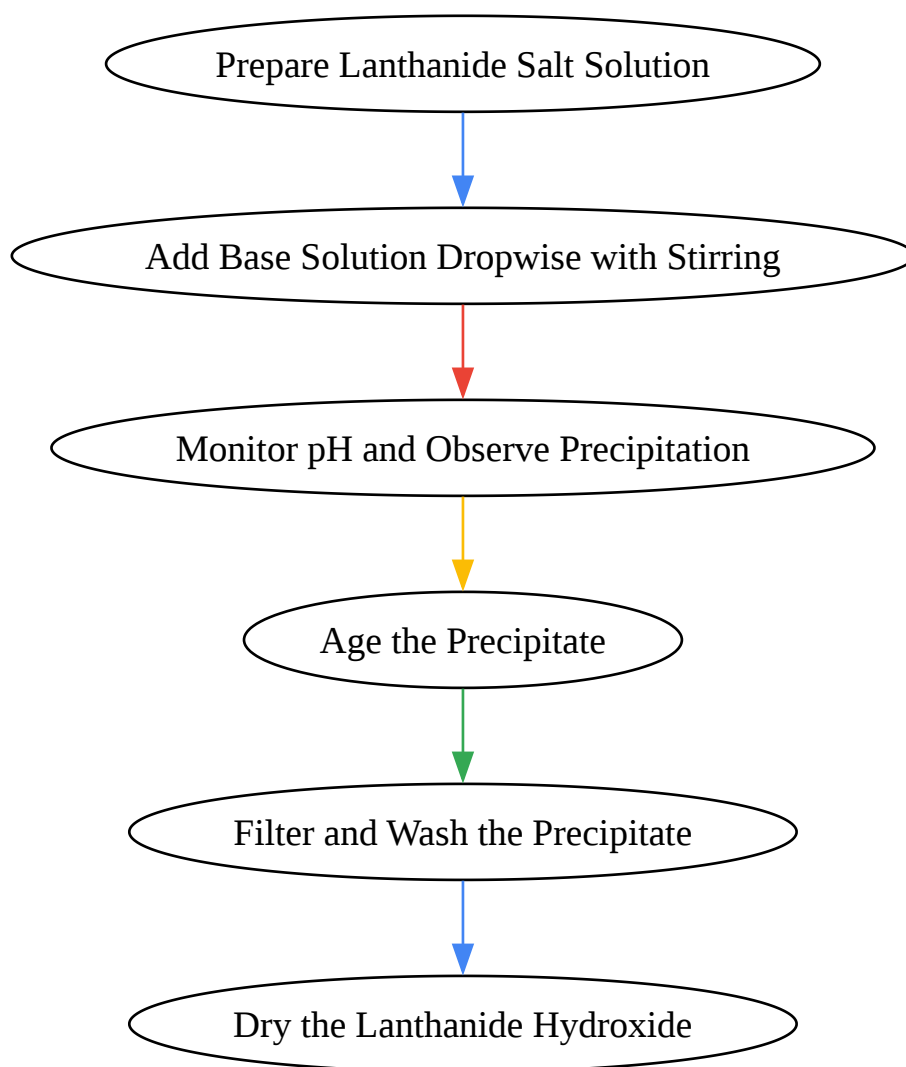 Prepare Lanthanide Salt Solution
Add Base Solution Dropwise with Stirring
Monitor pH and Observe Precipitation
Age the Precipitate
Filter and Wash the Precipitate
Dry the Lanthanide Hydroxide